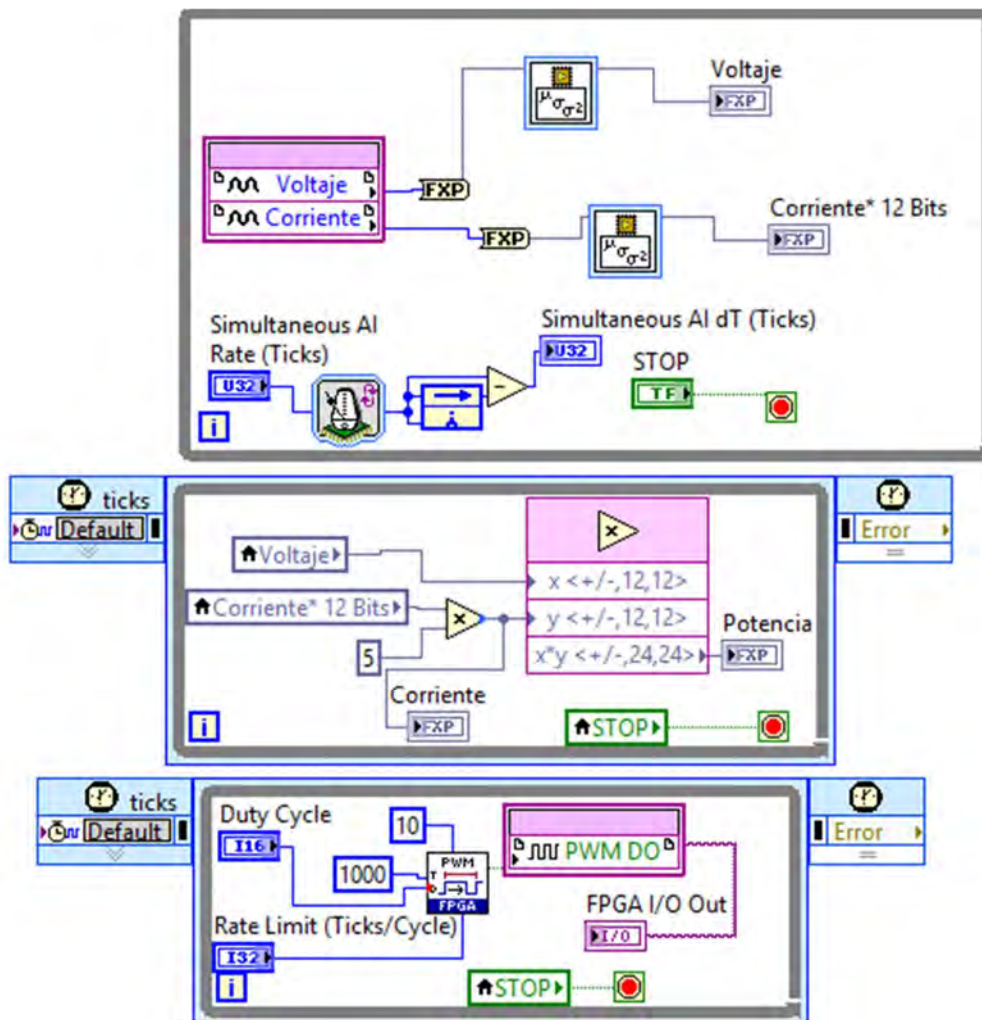 Voltaje
FXP
μσσ²
Voltaje
Corriente
FXP
FXP
Corriente* 12 Bits
FXP
μσσ²
Simultaneous AI
Rate (Ticks)
U32
Simultaneous AI dT (Ticks)
U32
STOP
TF
i
ticks
Default
Error
Voltaje
Corriente* 12 Bits
5
x
x
x <+/-,12,12>
y <+/-,12,12>
x*y <+/-,24,24>
Potencia
FXP
Corriente
FXP
STOP
i
ticks
Default
Error
Duty Cycle
I16
10
1000
PWM
T
FPGA
PWM DO
FPGA I/O Out
I/O
Rate Limit (Ticks/Cycle)
I32
i
STOP